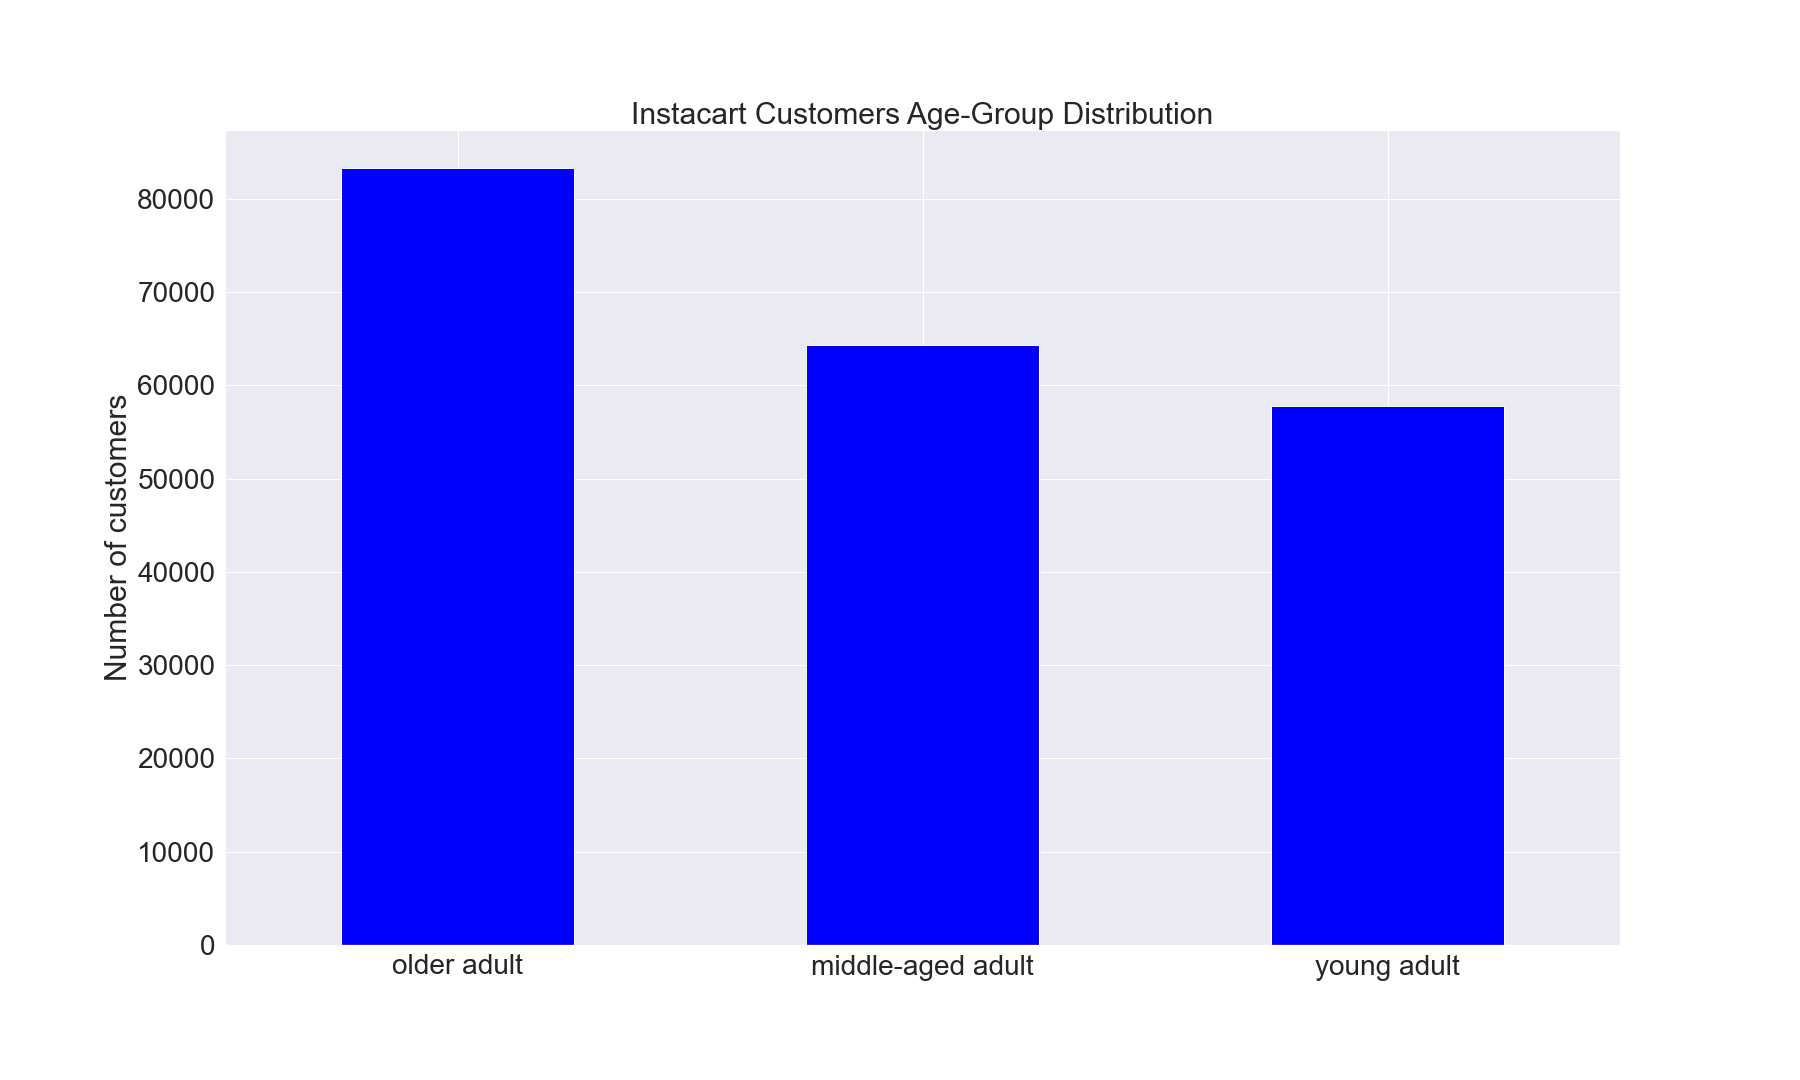 Instacart Customers Age-Group Distribution
Number of customers
80000
70000
60000
50000
40000
30000
20000
10000
0
older adult
middle-aged adult
young adult